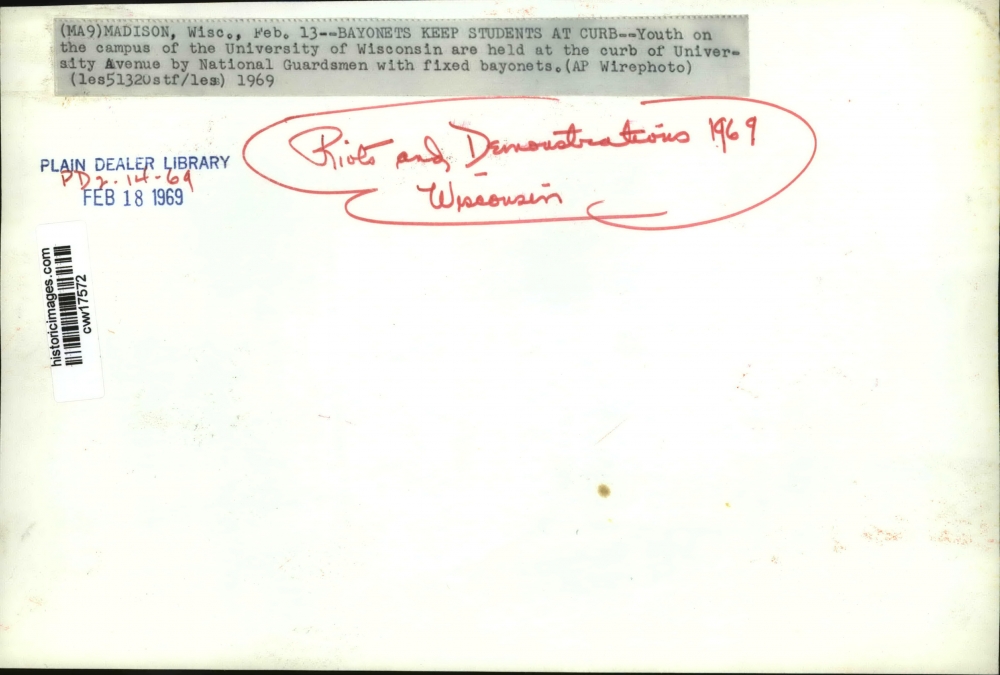 (MA9)MADISON, Wisc., Feb. 13--BAYONETS KEEP STUDENTS AT CURB--Youth on
the campus of the University of Wisconsin are held at the curb of Univer-
sity Avenue by National Guardsmen with fixed bayonets.(AP Wirephoto)
(les51320stf/les) 1969
Riots and Demonstrations 1969
Wisconsin
PLAIN DEALER LIBRARY
PD 2-14-69
FEB 18 1969
historicimages.com
cvw17572